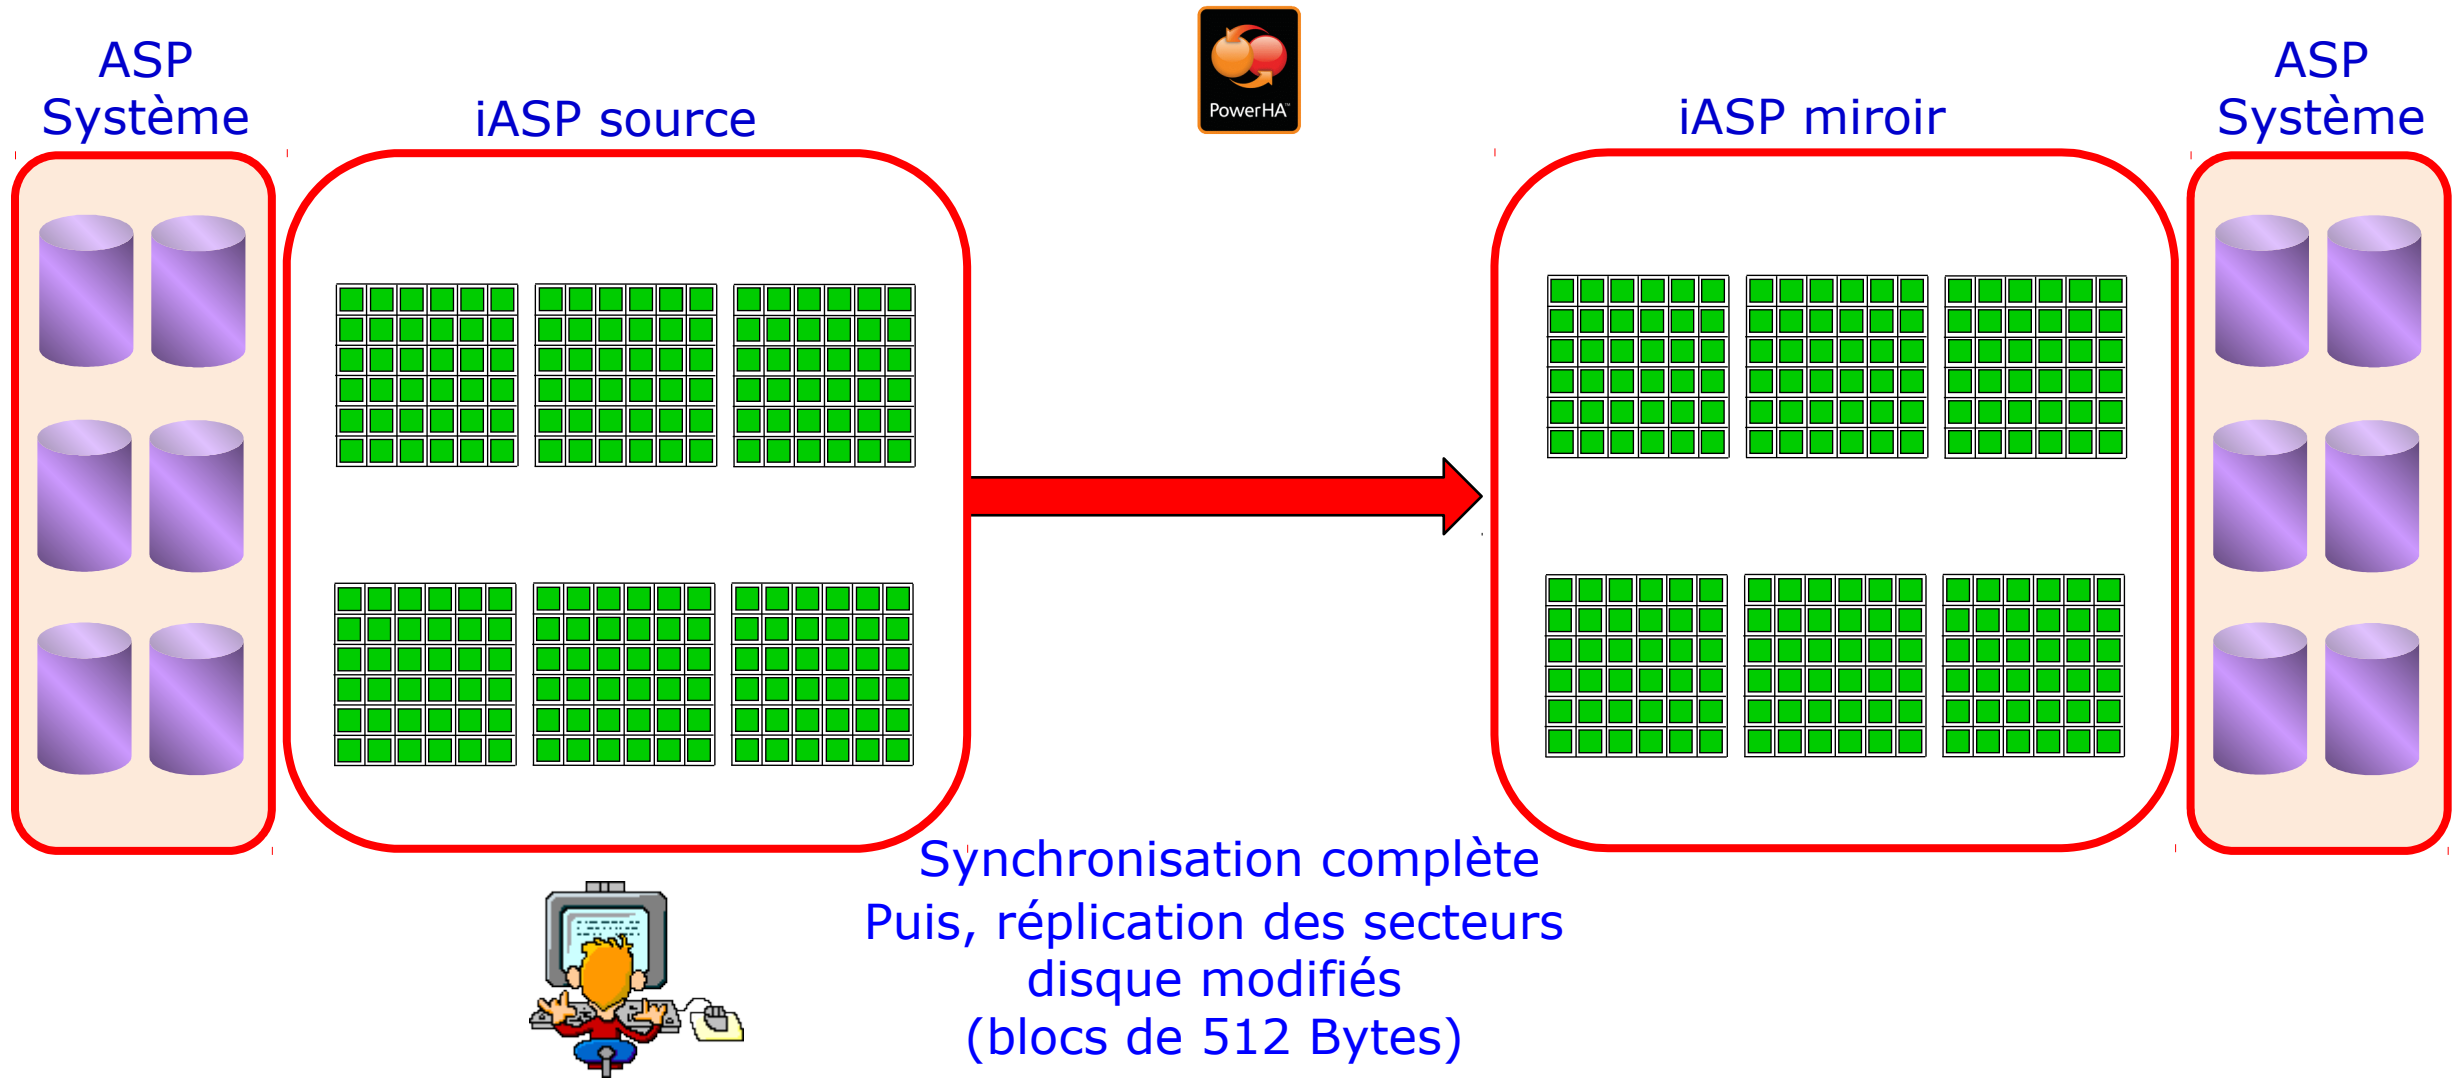 ASP
Système
iASP source
PowerHA™
iASP miroir
ASP
Système
Synchronisation complète
Puis, réplication des secteurs
disque modifiés
(blocs de 512 Bytes)